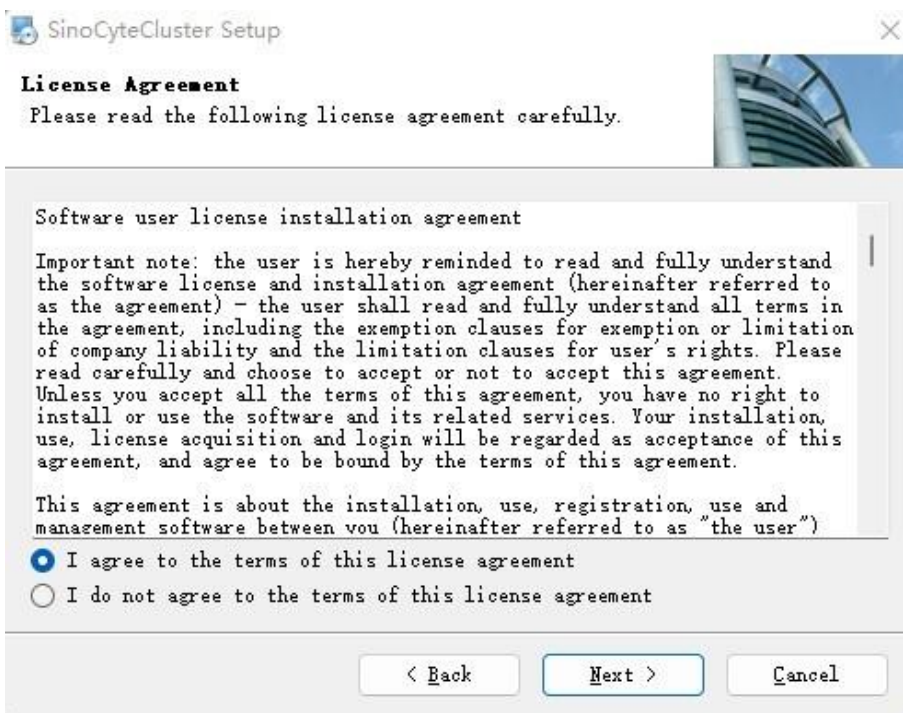 SinoCyteCluster Setup
License Agreement
Please read the following license agreement carefully.
Software user license installation agreement
Important note: the user is hereby reminded to read and fully understand
the software license and installation agreement (hereinafter referred to
as the agreement) - the user shall read and fully understand all terms in
the agreement, including the exemption clauses for exemption or limitation
of company liability and the limitation clauses for user's rights. Please
read carefully and choose to accept or not to accept this agreement.
Unless you accept all the terms of this agreement, you have no right to
install or use the software and its related services. Your installation,
use, license acquisition and login will be regarded as acceptance of this
agreement, and agree to be bound by the terms of this agreement.
This agreement is about the installation, use, registration, use and
management software between you (hereinafter referred to as "the user")
I agree to the terms of this license agreement
I do not agree to the terms of this license agreement
< Back
Next >
Cancel